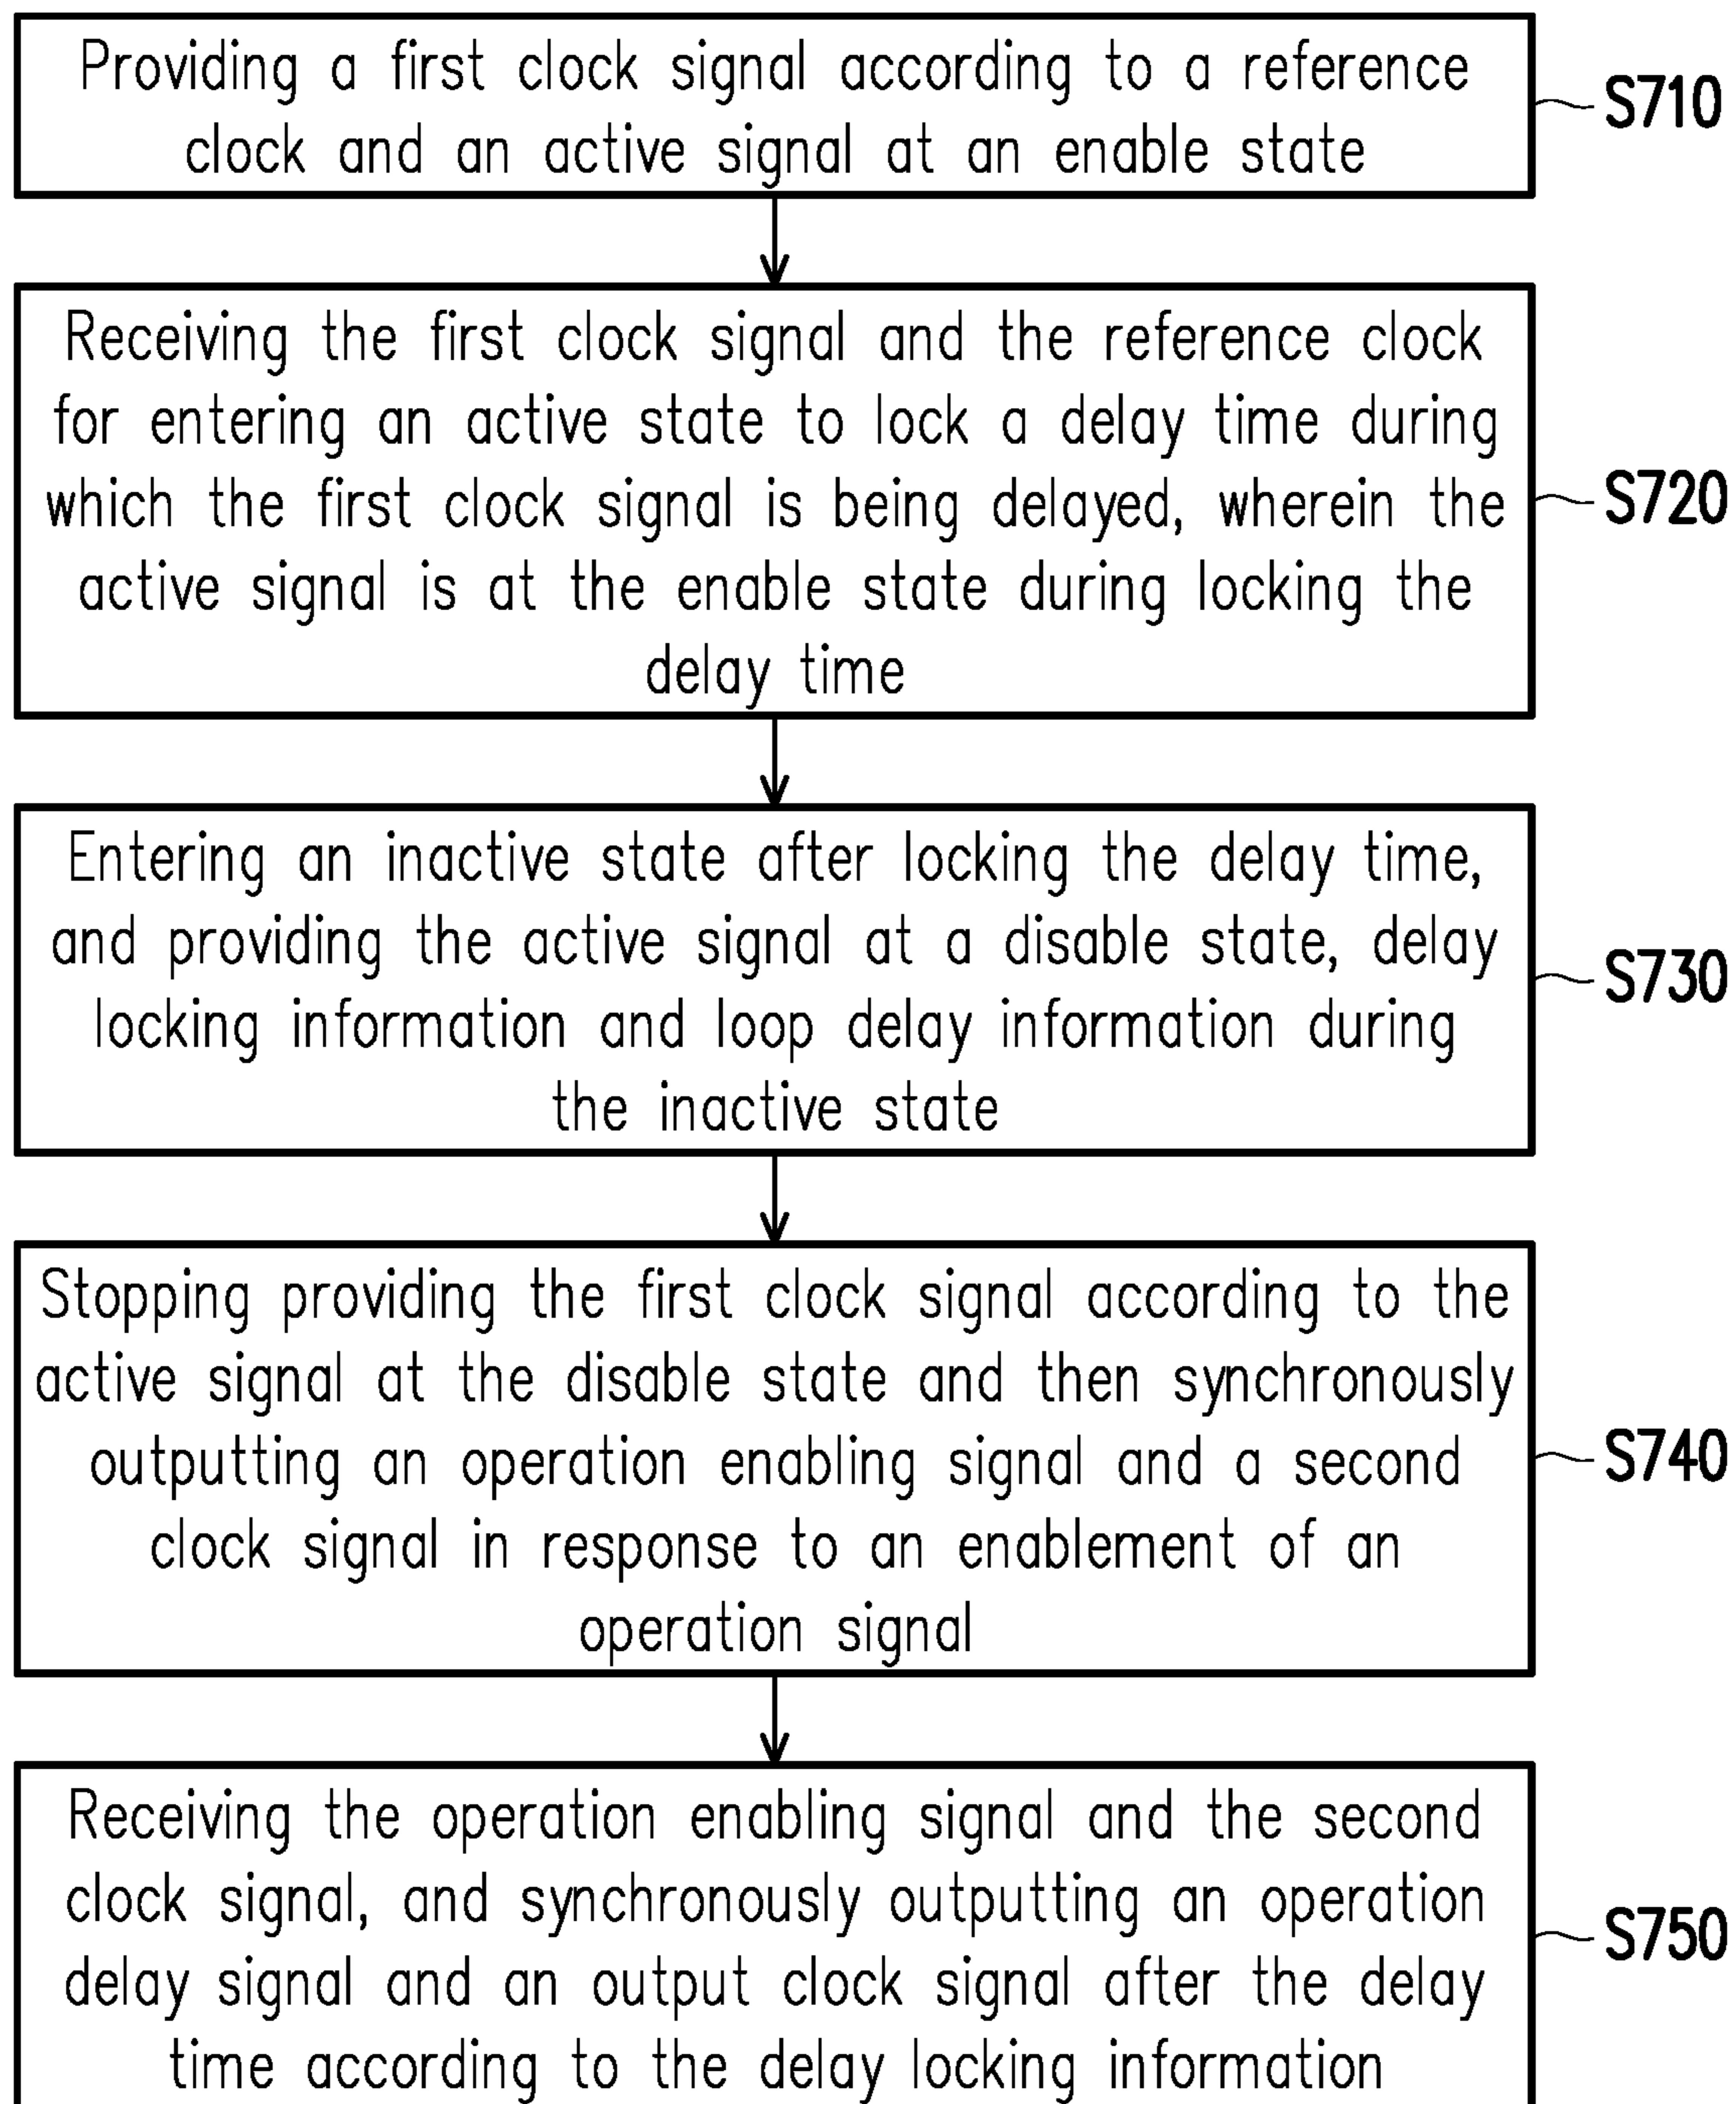 Providing a first clock signal according to a reference
clock and an active signal at an enable state
S710
Receiving the first clock signal and the reference clock
for entering an active state to lock a delay time during
which the first clock signal is being delayed, wherein the
active signal is at the enable state during locking the
delay time
S720
Entering an inactive state after locking the delay time,
and providing the active signal at a disable state, delay
locking information and loop delay information during
the inactive state
S730
Stopping providing the first clock signal according to the
active signal at the disable state and then synchronously
outputting an operation enabling signal and a second
clock signal in response to an enablement of an
operation signal
S740
Receiving the operation enabling signal and the second
clock signal, and synchronously outputting an operation
delay signal and an output clock signal after the delay
time according to the delay locking information
S750